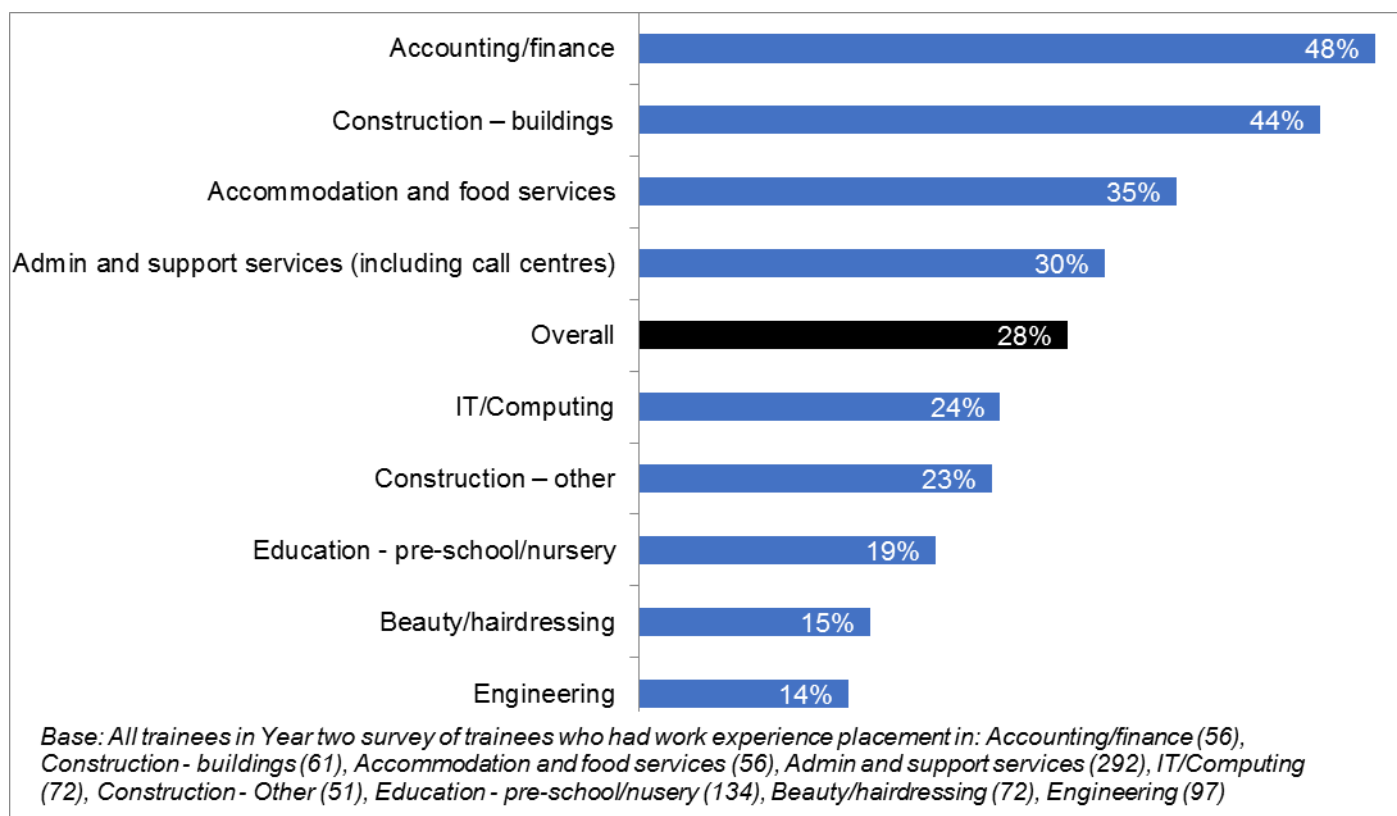 Accounting/finance 48%
Construction – buildings 44%
Accommodation and food services 35%
Admin and support services (including call centres) 30%
Overall 28%
IT/Computing 24%
Construction – other 23%
Education - pre-school/nursery 19%
Beauty/hairdressing 15%
Engineering 14%
Base: All trainees in Year two survey of trainees who had work experience placement in: Accounting/finance (56),
Construction - buildings (61), Accommodation and food services (56), Admin and support services (292), IT/Computing
(72), Construction - Other (51), Education - pre-school/nusery (134), Beauty/hairdressing (72), Engineering (97)